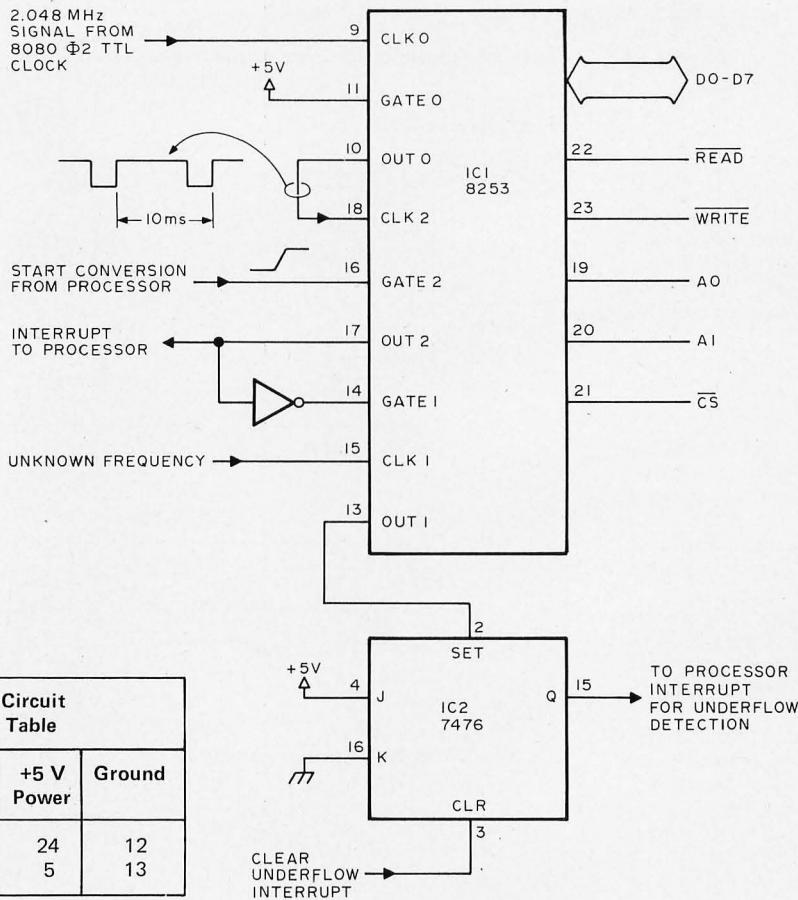 2.048 MHz
SIGNAL FROM
8080 Φ2 TTL
CLOCK
9
CLK 0
+5V
11
GATE 0
DO-D7
10
OUT 0
IC1
8253
22
READ
10ms
18
CLK 2
23
WRITE
START CONVERSION
FROM PROCESSOR
16
GATE 2
19
AO
INTERRUPT
TO PROCESSOR
17
OUT 2
20
A1
14
GATE 1
21
CS
UNKNOWN FREQUENCY
15
CLK 1
13
OUT 1
2
SET
+5V
4
J
IC2
7476
Q
15
TO PROCESSOR
INTERRUPT
FOR UNDERFLOW
DETECTION
16
K
CLR
3
CLEAR
UNDERFLOW
INTERRUPT
Circuit
Table
+5 V
Power
Ground
24
12
5
13